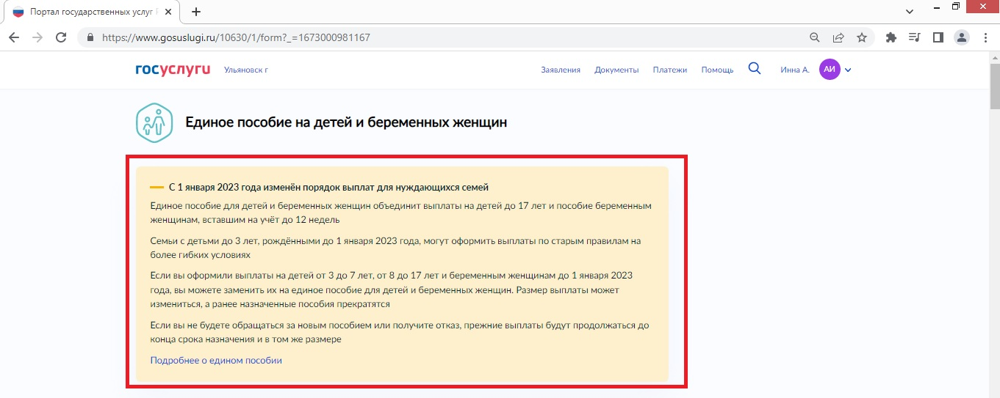 Портал государственных услуг Р
https://www.gosuslugi.ru/10630/1/form?_=1673000981167
госуслуги Ульяновск г Заявления Документы Платежи Помощь Инна А. АИ
Единое пособие на детей и беременных женщин
С 1 января 2023 года изменён порядок выплат для нуждающихся семей
Единое пособие для детей и беременных женщин объединит выплаты на детей до 17 лет и пособие беременным
женщинам, вставшим на учёт до 12 недель
Семьи с детьми до 3 лет, рождёнными до 1 января 2023 года, могут оформить выплаты по старым правилам на
более гибких условиях
Если вы оформили выплаты на детей от 3 до 7 лет, от 8 до 17 лет и беременным женщинам до 1 января 2023
года, вы можете заменить их на единое пособие для детей и беременных женщин. Размер выплаты может
измениться, а ранее назначенные пособия прекратятся
Если вы не будете обращаться за новым пособием или получите отказ, прежние выплаты будут продолжаться до
конца срока назначения и в том же размере
Подробнее о едином пособии